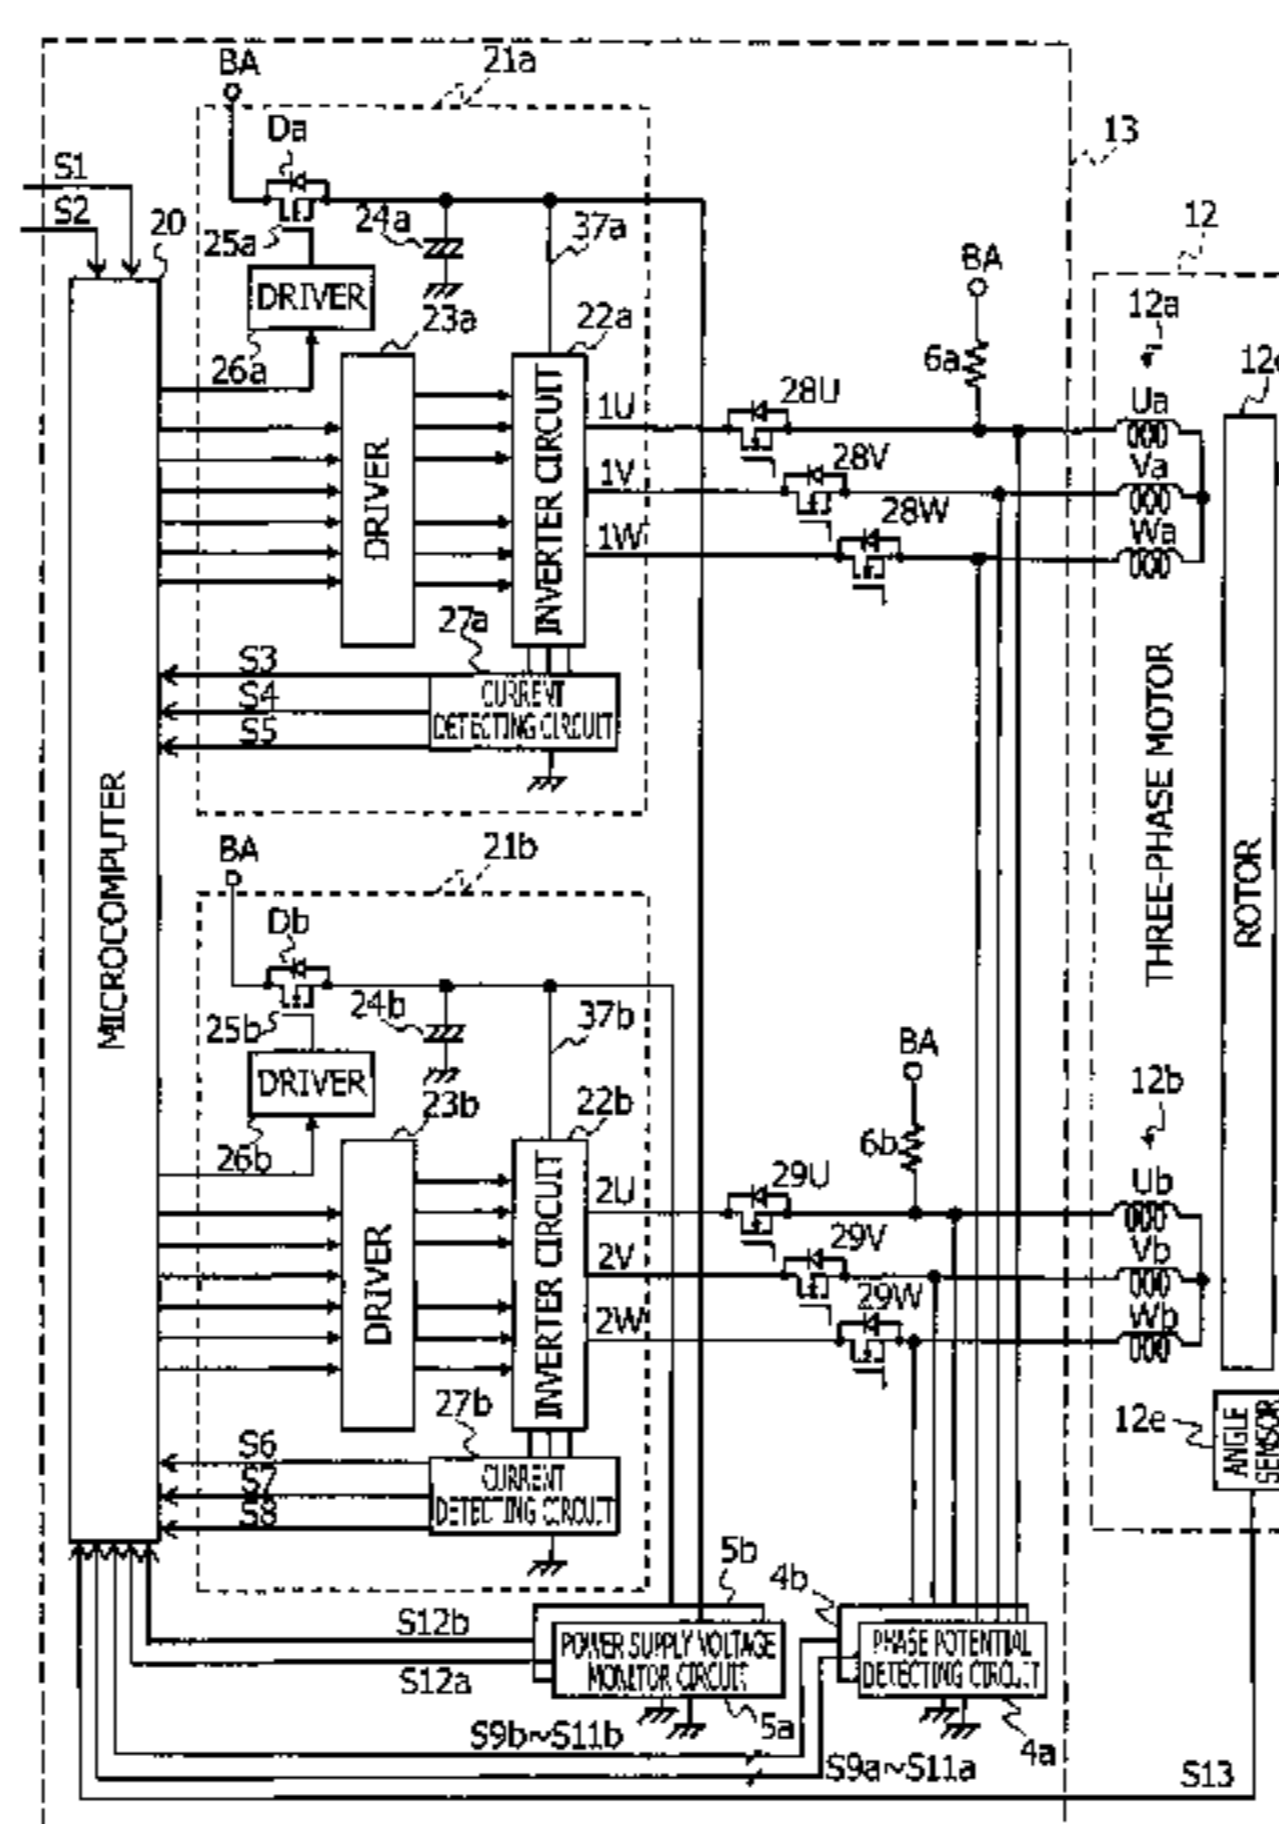 BA
21a
Da
13
S1
S2
20
25a
24a
37a
12
DRIVER
BA
26a
23a
22a
12a
6a
DRIVER
INVERTER CIRCUIT
1U
28U
Ua
1V
28V
Va
1W
28W
Wa
27a
S3
S4
S5
CURRENT
DETECTING CIRCUIT
MICROCOMPUTER
THREE-PHASE MOTOR
ROTOR
BA
21b
Db
25b
24b
37b
BA
DRIVER
26b
23b
22b
12b
6b
DRIVER
INVERTER CIRCUIT
2U
29U
Ub
2V
29V
Vb
2W
29W
Wb
27b
S6
S7
S8
CURRENT
DETECTING CIRCUIT
12e
ANGLE
SENSOR
5b
4b
S12b
S12a
POWER SUPPLY VOLTAGE
MONITOR CIRCUIT
PHASE POTENTIAL
DETECTING CIRCUIT
5a
4a
S9b~S11b
S9a~S11a
S13